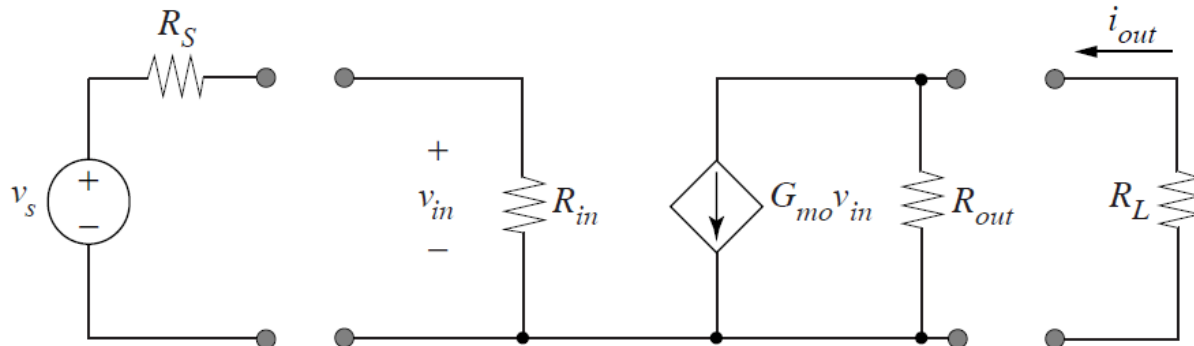 R_S
i_out
+
v_s
−
+
v_in
−
R_in
G_mo v_in
R_out
R_L